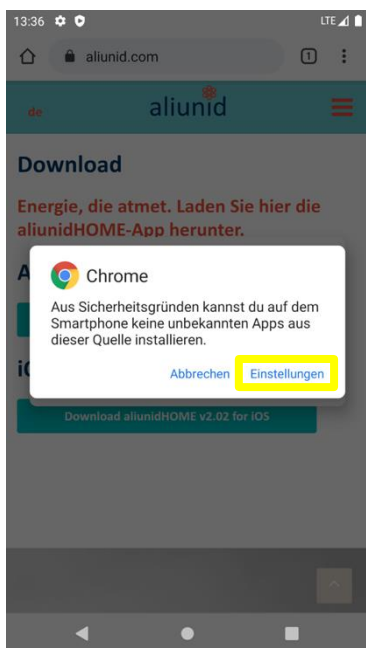 13:36 LTE
aliunid.com 1
de aliunid
Download
Energie, die atmet. Laden Sie hier die
aliunidHOME-App herunter.
A
Chrome
Aus Sicherheitsgründen kannst du auf dem
Smartphone keine unbekannten Apps aus
dieser Quelle installieren.
Abbrechen Einstellungen
Download aliunidHOME v2.02 for iOS